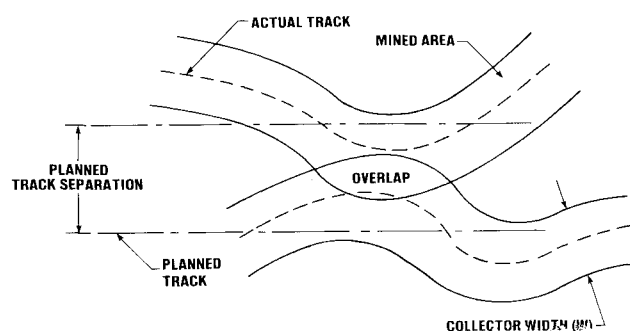 ACTUAL TRACK
MINED AREA
PLANNED
TRACK SEPARATION
OVERLAP
PLANNED
TRACK
COLLECTOR WIDTH (W)